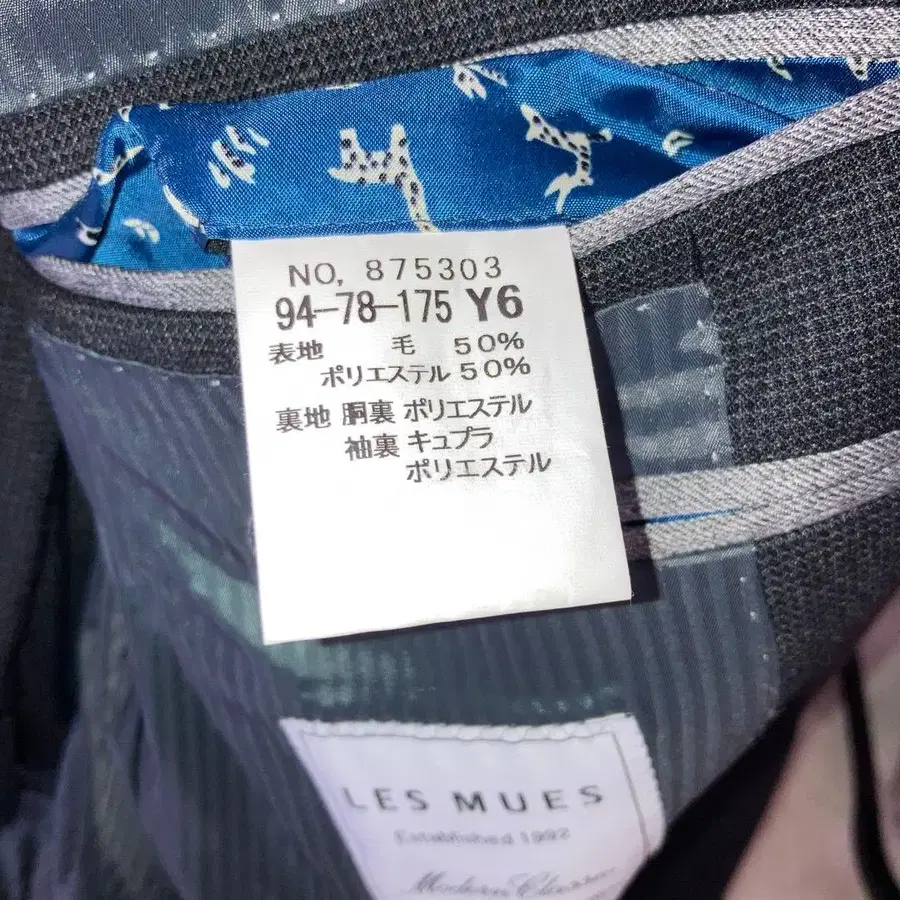 NO, 875303
94-78-175 Y6
表地 毛 50%
ポリエステル 50%
裏地 胴裏 ポリエステル
袖裏 キュプラ
ポリエステル
LES MUES
Established 1992
Modern Classic